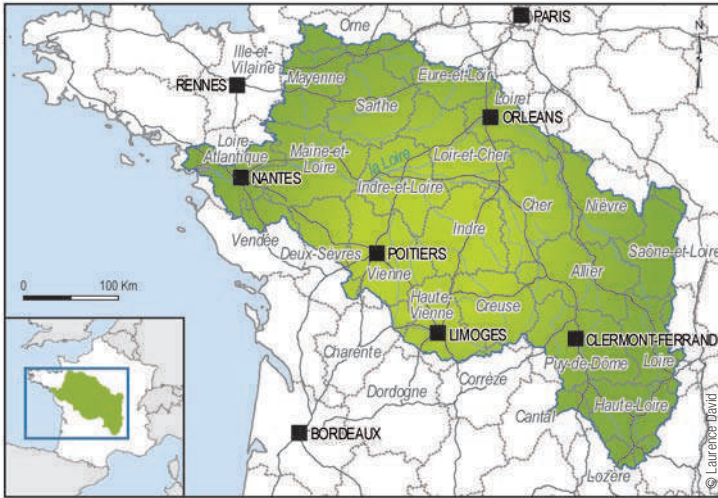 PARIS
N
Orne
Ille-et-
Vilaine
RENNES
Mayenne
Eure-et-Loir
Sarthe
Loiret
ORLEANS
Loire-
Atlantique
Maine-et-
Loire
la Loire
Loir-et-Cher
NANTES
Indre-et-Loire
Cher
Nièvre
Vendée
Deux-Sevres
Indre
POITIERS
Vienne
Saône-et-Loire
Allier
0
100 Km
Haute-
Vienne
Creuse
LIMOGES
CLERMONT-FERRAND
Charente
Puy-de-Dôme
Loire
Corrèze
Dordogne
Haute-Loire
Cantal
BORDEAUX
Lozère
© Laurence David